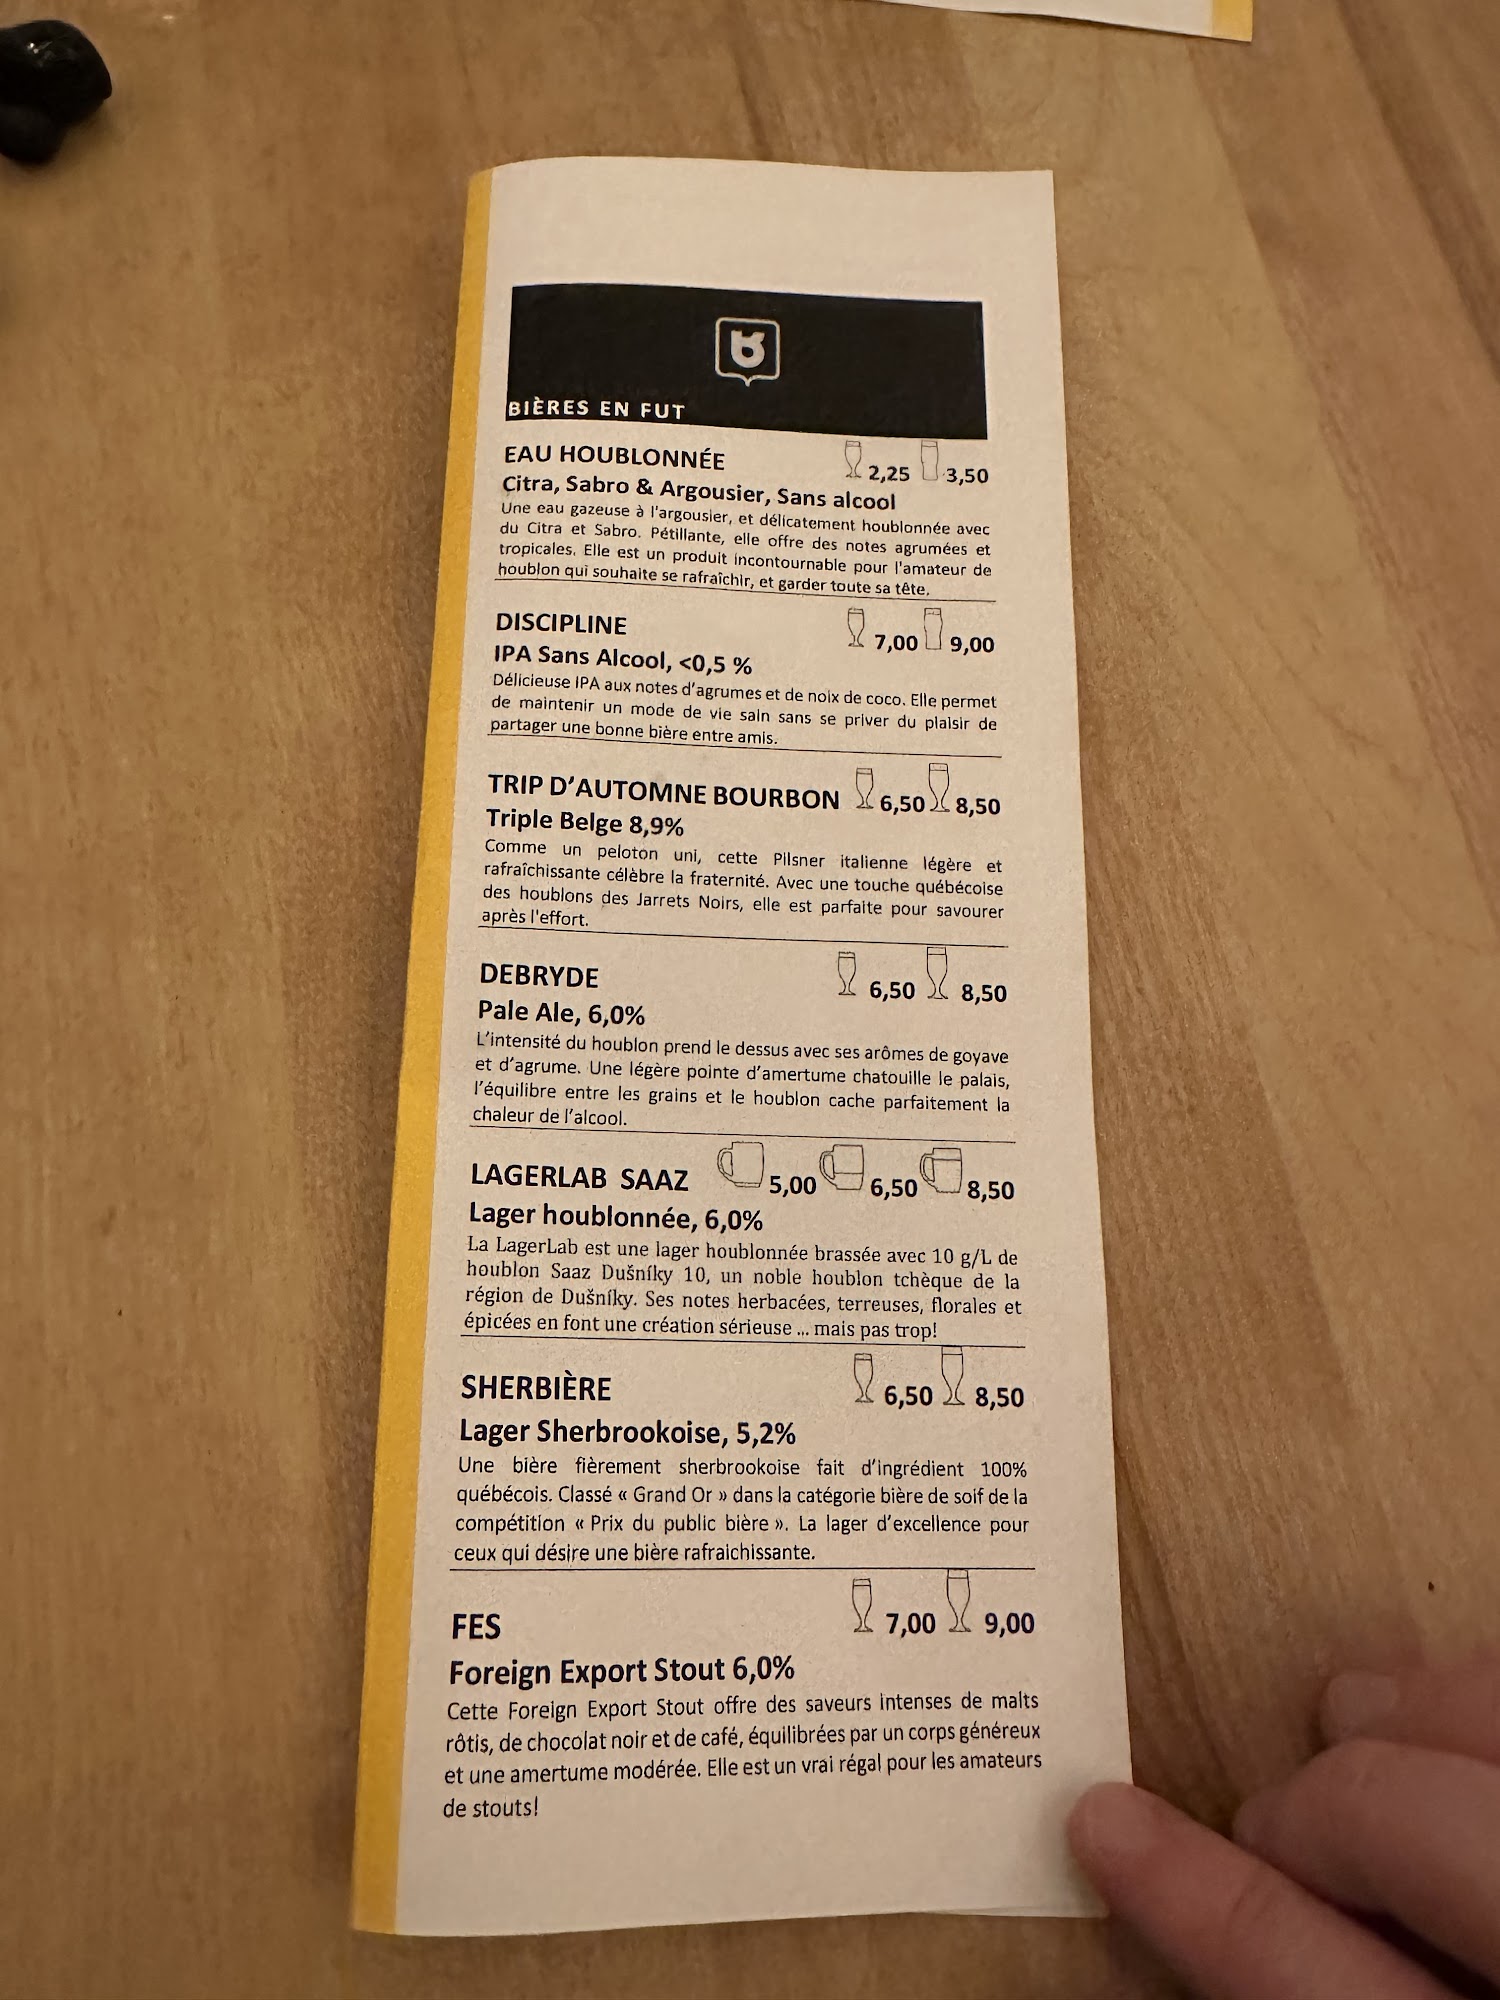 BIÈRES EN FUT
EAU HOUBLONNÉE 2,25 3,50
Citra, Sabro & Argousier, Sans alcool
Une eau gazeuse à l'argousier, et délicatement houblonnée avec
du Citra et Sabro. Pétillante, elle offre des notes agrumées et
tropicales. Elle est un produit incontournable pour l'amateur de
houblon qui souhaite se rafraîchir, et garder toute sa tête.
DISCIPLINE 7,00 9,00
IPA Sans Alcool, <0,5 %
Délicieuse IPA aux notes d'agrumes et de noix de coco. Elle permet
de maintenir un mode de vie sain sans se priver du plaisir de
partager une bonne bière entre amis.
TRIP D'AUTOMNE BOURBON 6,50 8,50
Triple Belge 8,9%
Comme un peloton uni, cette Pilsner italienne légère et
rafraîchissante célèbre la fraternité. Avec une touche québécoise
des houblons des Jarrets Noirs, elle est parfaite pour savourer
après l'effort.
DEBRYDE 6,50 8,50
Pale Ale, 6,0%
L'intensité du houblon prend le dessus avec ses arômes de goyave
et d'agrume. Une légère pointe d'amertume chatouille le palais,
l'équilibre entre les grains et le houblon cache parfaitement la
chaleur de l'alcool.
LAGERLAB SAAZ 5,00 6,50 8,50
Lager houblonnée, 6,0%
La LagerLab est une lager houblonnée brassée avec 10 g/L de
houblon Saaz Dušníky 10, un noble houblon tchèque de la
région de Dušníky. Ses notes herbacées, terreuses, florales et
épicées en font une création sérieuse ... mais pas trop!
SHERBIÈRE 6,50 8,50
Lager Sherbrookoise, 5,2%
Une bière fièrement sherbrookoise fait d'ingrédient 100%
québécois. Classé « Grand Or » dans la catégorie bière de soif de la
compétition « Prix du public bière ». La lager d'excellence pour
ceux qui désire une bière rafraichissante.
FES 7,00 9,00
Foreign Export Stout 6,0%
Cette Foreign Export Stout offre des saveurs intenses de malts
rôtis, de chocolat noir et de café, équilibrées par un corps généreux
et une amertume modérée. Elle est un vrai régal pour les amateurs
de stouts!